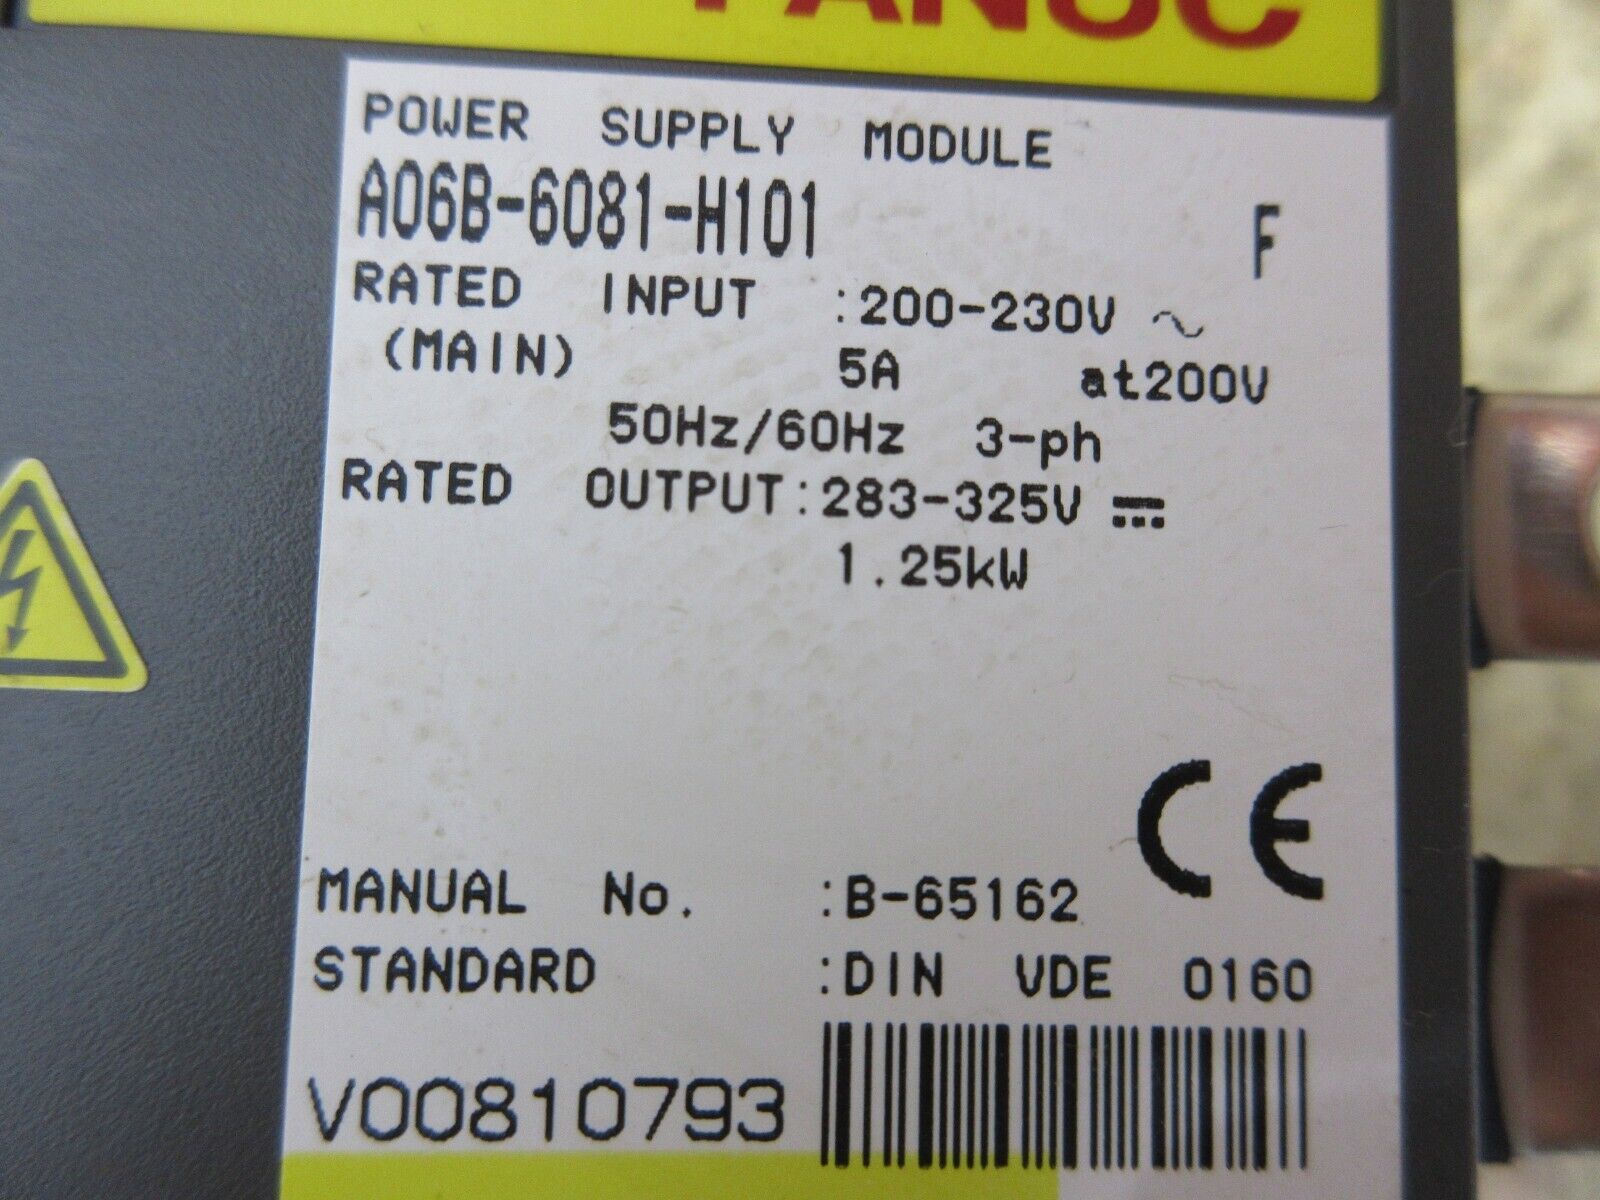 FANUC
POWER SUPPLY MODULE
A06B-6081-H101 F
RATED INPUT :200-230V ~
(MAIN) 5A at200V
50Hz/60Hz 3-ph
RATED OUTPUT:283-325V ⎓
1.25kW
CE
MANUAL No. :B-65162
STANDARD :DIN VDE 0160
V00810793